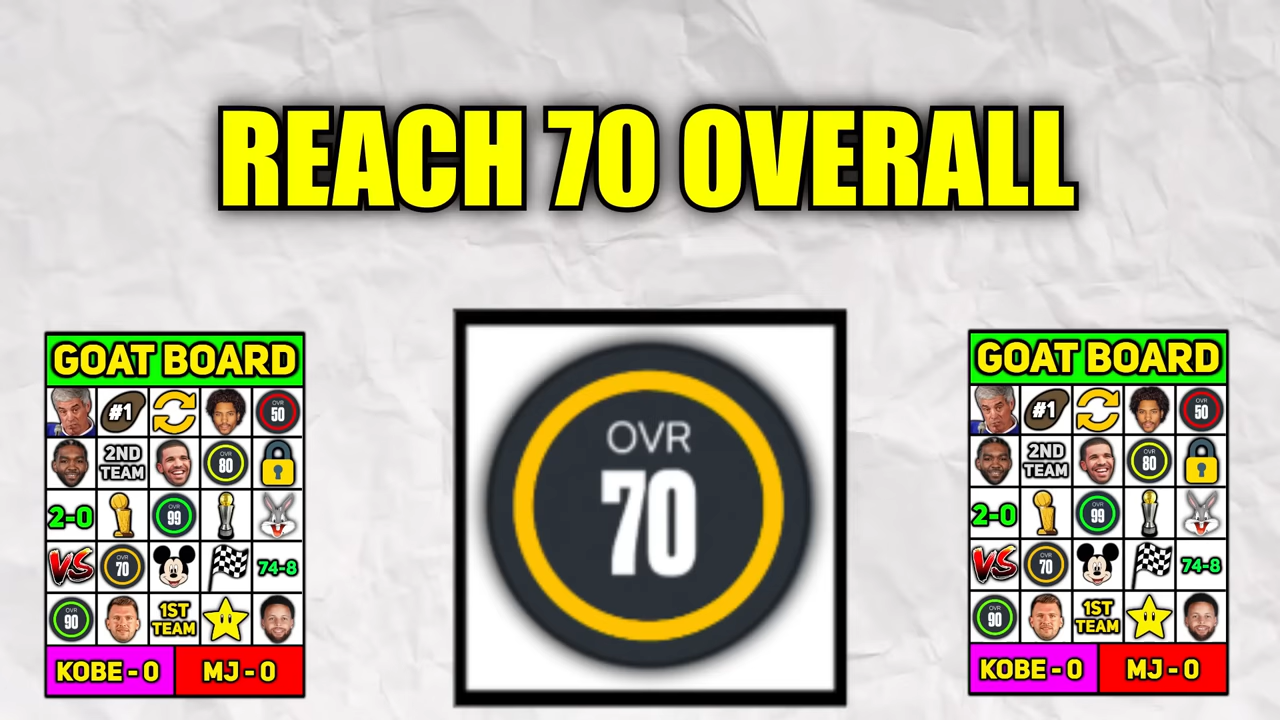 REACH 70 OVERALL
GOAT BOARD
#1
OVR
50
2ND
TEAM
OVR
80
2-0
OVR
99
VS
OVR
70
74-8
OVR
90
1ST
TEAM
KOBE - 0
MJ - 0
OVR
70
GOAT BOARD
#1
OVR
50
2ND
TEAM
OVR
80
2-0
OVR
99
VS
OVR
70
74-8
OVR
90
1ST
TEAM
KOBE - 0
MJ - 0